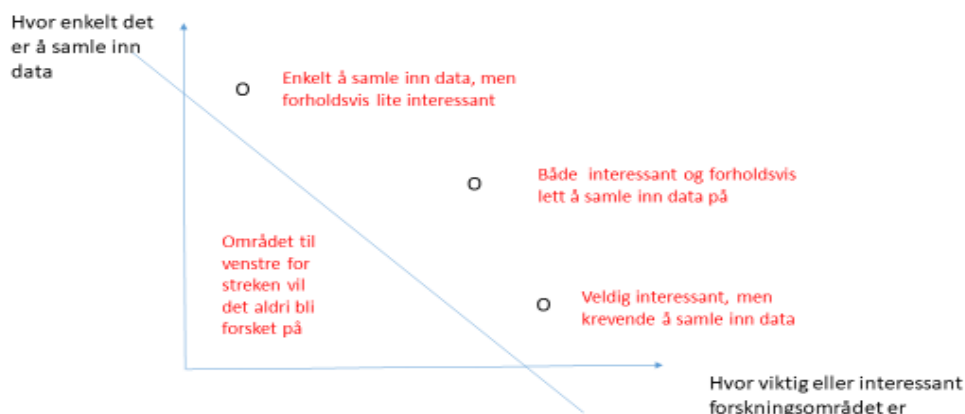 Hvor enkelt det
er å samle inn
data
O
Enkelt å samle inn data, men
forholdsvis lite interessant
O
Både interessant og forholdsvis
lett å samle inn data på
Området til
venstre for
streken vil
det aldri bli
forsket på
O
Veldig interessant, men
krevende å samle inn data
Hvor viktig eller interessant
forskningsområdet er